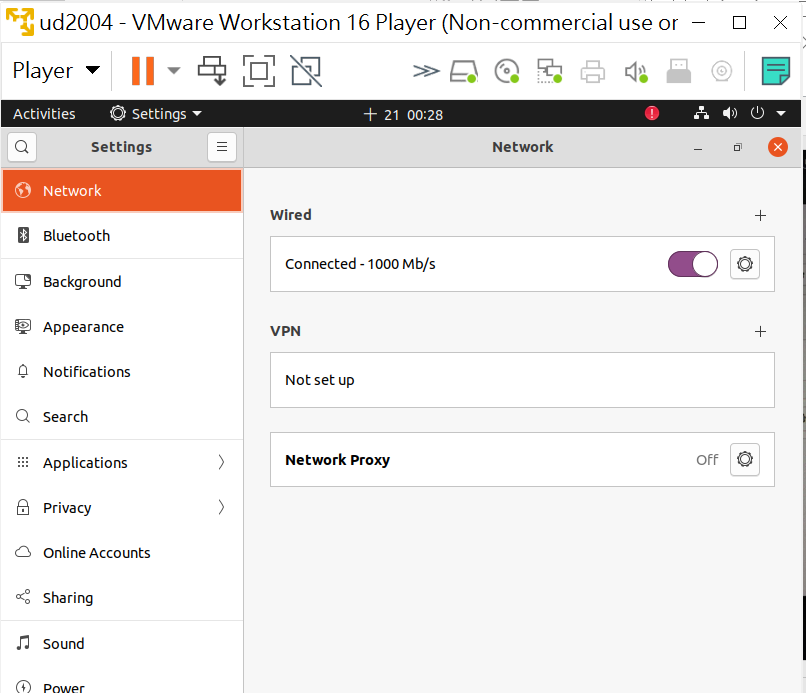 ud2004 - VMware Workstation 16 Player (Non-commercial use or
Player
Activities
Settings
十 21 00:28
Settings
Network
Network
Bluetooth
Background
Appearance
Notifications
Search
Applications
Privacy
Online Accounts
Sharing
Sound
Power
Wired
Connected - 1000 Mb/s
VPN
Not set up
Network Proxy
Off